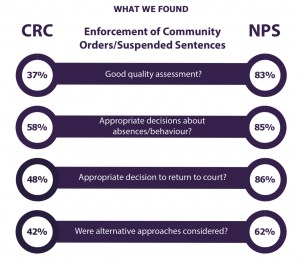 WHAT WE FOUND
CRC Enforcement of Community NPS
Orders/Suspended Sentences
37% Good quality assessment? 83%
58% Appropriate decisions about 85%
absences/behaviour?
48% Appropriate decision to return to court? 86%
42% Were alternative approaches considered? 62%